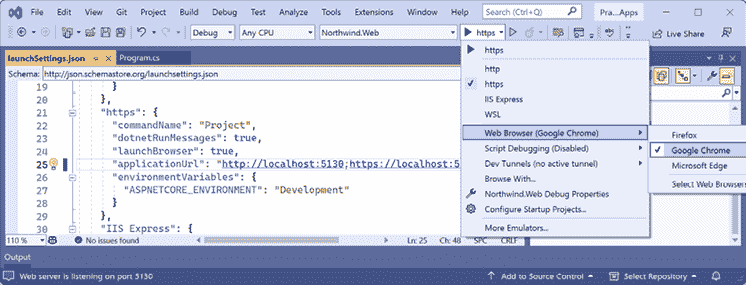 File Edit View Git Project Build Debug Test Analyze Tools Extensions Window Help Search (Ctrl+Q) Pra...Apps
Debug Any CPU Northwind.Web https Live Share
launchSettings.json Program.cs
Schema: http://json.schemastore.org/launchsettings.json
19 }
20 },
21 "https": {
22 "commandName": "Project",
23 "dotnetRunMessages": true,
24 "launchBrowser": true,
25 "applicationUrl": "http://localhost:5130;https://localhost:5
26 "environmentVariables": {
27 "ASPNETCORE_ENVIRONMENT": "Development"
28 }
29 },
30 "IIS Express": {
https
http
https
IIS Express
WSL
Web Browser (Google Chrome)
Script Debugging (Disabled)
Dev Tunnels (no active tunnel)
Browse With...
Northwind.Web Debug Properties
Configure Startup Projects...
More Emulators...
Firefox
Google Chrome
Microsoft Edge
Select Web Browsers
110 % No issues found Ln: 25 Ch: 48 SPC CRLF
Output
Web server is listening on port 5130 Add to Source Control Select Repository